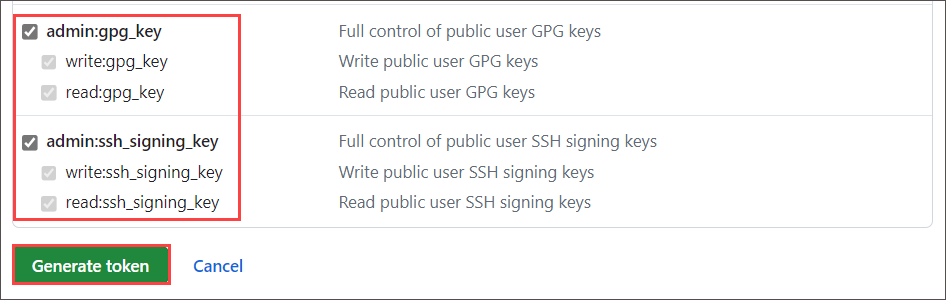 admin:gpg_key Full control of public user GPG keys
write:gpg_key Write public user GPG keys
read:gpg_key Read public user GPG keys
admin:ssh_signing_key Full control of public user SSH signing keys
write:ssh_signing_key Write public user SSH signing keys
read:ssh_signing_key Read public user SSH signing keys
Generate token Cancel